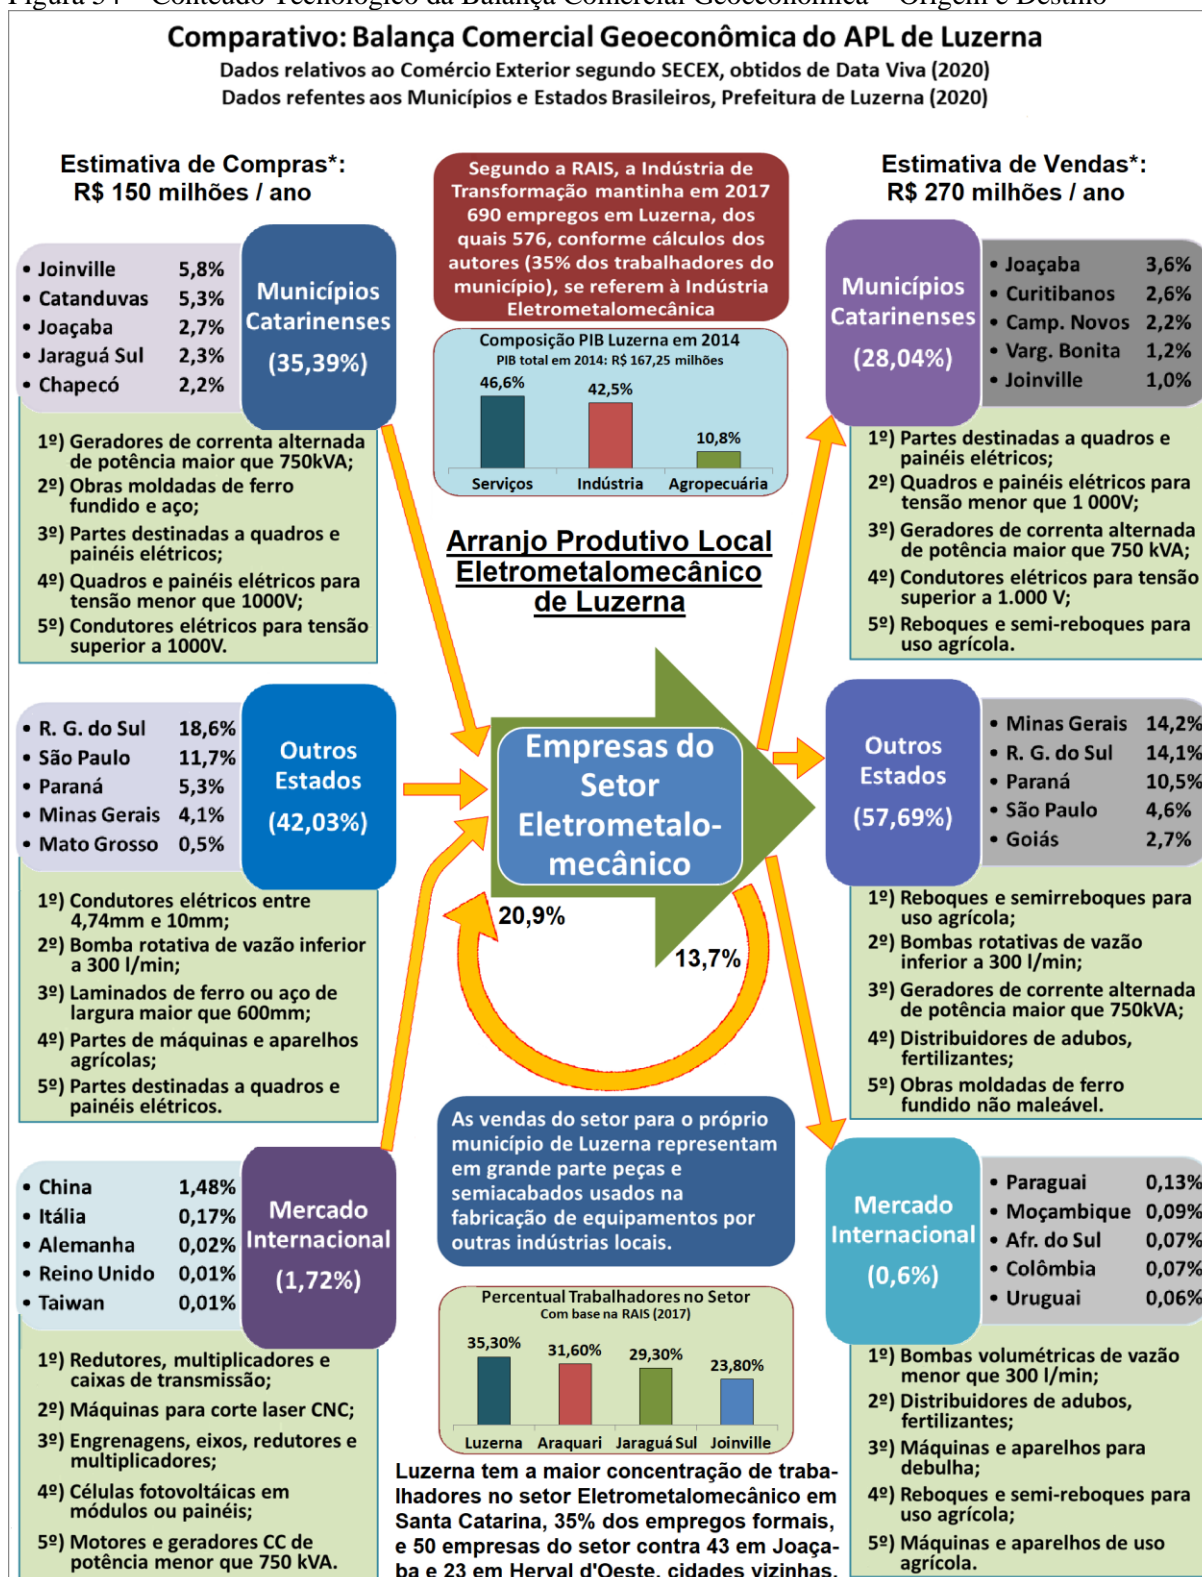 Figura 54 – Conteúdo Tecnológico da Balança Comercial Geoeconômica – Origem e Destino
Comparativo: Balança Comercial Geoeconômica do APL de Luzerna
Dados relativos ao Comércio Exterior segundo SECEX, obtidos de Data Viva (2020)
Dados refentes aos Municípios e Estados Brasileiros, Prefeitura de Luzerna (2020)
Estimativa de Compras*:
R$ 150 milhões / ano
• Joinville 5,8%
• Catanduvas 5,3%
• Joaçaba 2,7%
• Jaraguá Sul 2,3%
• Chapecó 2,2%
Municípios
Catarinenses
(35,39%)
1º) Geradores de correnta alternada
de potência maior que 750kVA;
2º) Obras moldadas de ferro
fundido e aço;
3º) Partes destinadas a quadros e
painéis elétricos;
4º) Quadros e painéis elétricos para
tensão menor que 1000V;
5º) Condutores elétricos para tensão
superior a 1000V.
• R. G. do Sul 18,6%
• São Paulo 11,7%
• Paraná 5,3%
• Minas Gerais 4,1%
• Mato Grosso 0,5%
Outros
Estados
(42,03%)
1º) Condutores elétricos entre
4,74mm e 10mm;
2º) Bomba rotativa de vazão inferior
a 300 l/min;
3º) Laminados de ferro ou aço de
largura maior que 600mm;
4º) Partes de máquinas e aparelhos
agrícolas;
5º) Partes destinadas a quadros e
painéis elétricos.
• China 1,48%
• Itália 0,17%
• Alemanha 0,02%
• Reino Unido 0,01%
• Taiwan 0,01%
Mercado
Internacional
(1,72%)
1º) Redutores, multiplicadores e
caixas de transmissão;
2º) Máquinas para corte laser CNC;
3º) Engrenagens, eixos, redutores e
multiplicadores;
4º) Células fotovoltáicas em
módulos ou painéis;
5º) Motores e geradores CC de
potência menor que 750 kVA.
Segundo a RAIS, a Indústria de
Transformação mantinha em 2017
690 empregos em Luzerna, dos
quais 576, conforme cálculos dos
autores (35% dos trabalhadores do
município), se referem à Indústria
Eletrometalomecânica
Composição PIB Luzerna em 2014
PIB total em 2014: R$ 167,25 milhões
46,6% 42,5% 10,8%
Serviços Indústria Agropecuária
Arranjo Produtivo Local
Eletrometalomecânico
de Luzerna
Empresas do
Setor
Eletrometalo-
mecânico
20,9%
13,7%
As vendas do setor para o próprio
município de Luzerna representam
em grande parte peças e
semiacabados usados na
fabricação de equipamentos por
outras indústrias locais.
Percentual Trabalhadores no Setor
Com base na RAIS (2017)
35,30% 31,60% 29,30% 23,80%
Luzerna Araquari Jaraguá Sul Joinville
Luzerna tem a maior concentração de traba-
lhadores no setor Eletrometalomecânico em
Santa Catarina, 35% dos empregos formais,
e 50 empresas do setor contra 43 em Joaça-
ba e 23 em Herval d'Oeste, cidades vizinhas.
Estimativa de Vendas*:
R$ 270 milhões / ano
Municípios
Catarinenses
(28,04%)
• Joaçaba 3,6%
• Curitibanos 2,6%
• Camp. Novos 2,2%
• Varg. Bonita 1,2%
• Joinville 1,0%
1º) Partes destinadas a quadros e
painéis elétricos;
2º) Quadros e painéis elétricos para
tensão menor que 1 000V;
3º) Geradores de correnta alternada
de potência maior que 750 kVA;
4º) Condutores elétricos para tensão
superior a 1.000 V;
5º) Reboques e semi-reboques para
uso agrícola.
Outros
Estados
(57,69%)
• Minas Gerais 14,2%
• R. G. do Sul 14,1%
• Paraná 10,5%
• São Paulo 4,6%
• Goiás 2,7%
1º) Reboques e semirreboques para
uso agrícola;
2º) Bombas rotativas de vazão
inferior a 300 l/min;
3º) Geradores de corrente alternada
de potência maior que 750kVA;
4º) Distribuidores de adubos,
fertilizantes;
5º) Obras moldadas de ferro
fundido não maleável.
Mercado
Internacional
(0,6%)
• Paraguai 0,13%
• Moçambique 0,09%
• Afr. do Sul 0,07%
• Colômbia 0,07%
• Uruguai 0,06%
1º) Bombas volumétricas de vazão
menor que 300 l/min;
2º) Distribuidores de adubos,
fertilizantes;
3º) Máquinas e aparelhos para
debulha;
4º) Reboques e semi-reboques para
uso agrícola;
5º) Máquinas e aparelhos de uso
agrícola.